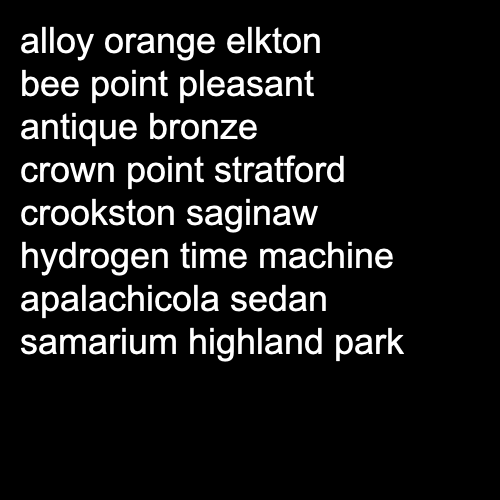 alloy orange elkton
bee point pleasant
antique bronze
crown point stratford
crookston saginaw
hydrogen time machine
apalachicola sedan
samarium highland park